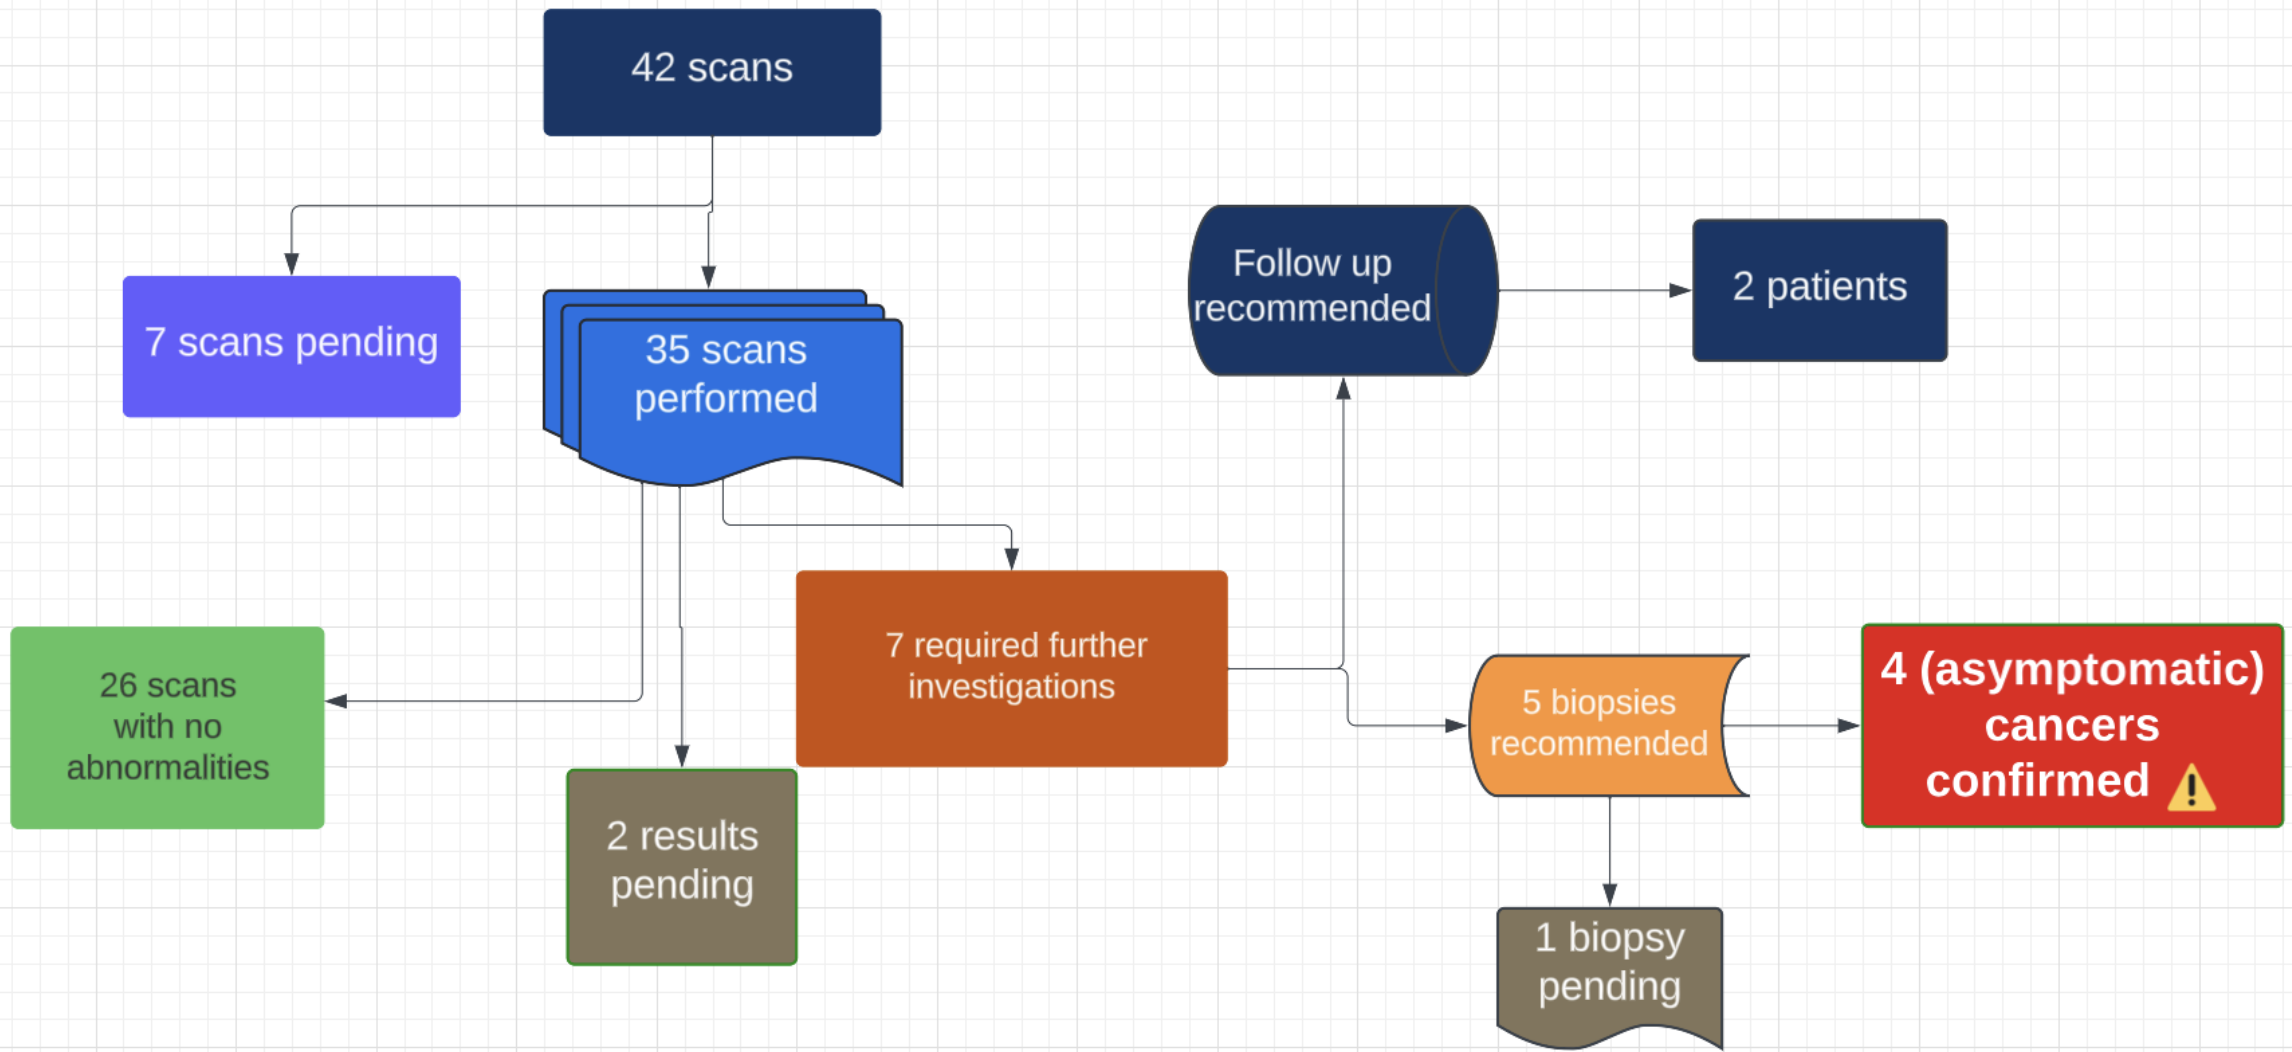 42 scans
7 scans pending
35 scans
performed
Follow up
recommended
2 patients
26 scans
with no
abnormalities
2 results
pending
7 required further
investigations
5 biopsies
recommended
4 (asymptomatic)
cancers
confirmed ⚠️
1 biopsy
pending